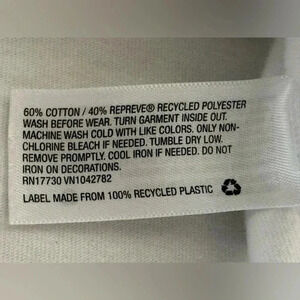 60% COTTON / 40% REPREVE® RECYCLED POLYESTER
WASH BEFORE WEAR. TURN GARMENT INSIDE OUT.
MACHINE WASH COLD WITH LIKE COLORS. ONLY NON-
CHLORINE BLEACH IF NEEDED. TUMBLE DRY LOW.
REMOVE PROMPTLY. COOL IRON IF NEEDED. DO NOT
IRON ON DECORATIONS.
RN17730 VN1042782
LABEL MADE FROM 100% RECYCLED PLASTIC